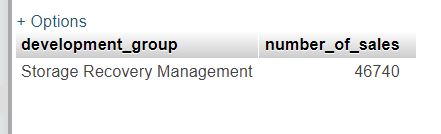 + Options
development_group number_of_sales
Storage Recovery Management 46740